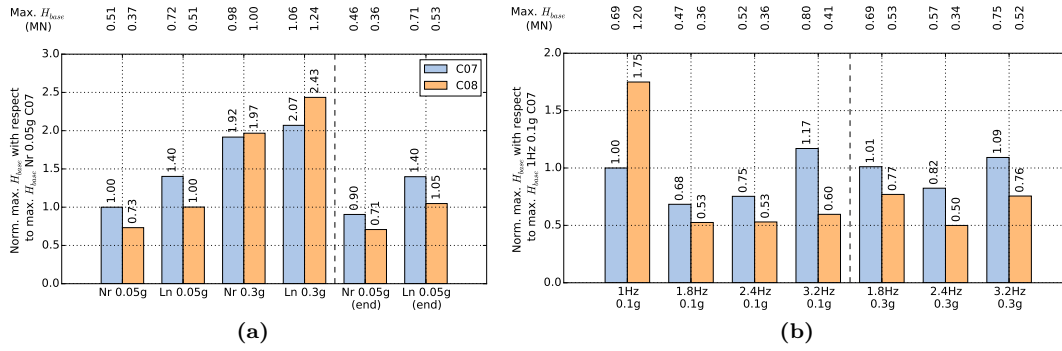 Max. H_base
(MN)
0.51 0.37 0.72 0.51 0.98 1.00 1.06 1.24 0.46 0.36 0.71 0.53
Norm. max. H_base with respect
to max. H_base Nr 0.05g C07
3.0
2.5
2.0
1.5
1.0
0.5
0.0
C07
C08
1.00 0.73 1.40 1.00 1.92 1.97 2.07 2.43 0.90 0.71 1.40 1.05
Nr 0.05g Ln 0.05g Nr 0.3g Ln 0.3g Nr 0.05g Ln 0.05g
(end) (end)
(a)
Max. H_base
(MN)
0.69 1.20 0.47 0.36 0.52 0.36 0.80 0.41 0.69 0.53 0.57 0.34 0.75 0.52
Norm. max. H_base with respect
to max. H_base 1Hz 0.1g C07
2.0
1.5
1.0
0.5
0.0
1.00 1.75 0.68 0.53 0.75 0.53 1.17 0.60 1.01 0.77 0.82 0.50 1.09 0.76
1Hz 1.8Hz 2.4Hz 3.2Hz 1.8Hz 2.4Hz 3.2Hz
0.1g 0.1g 0.1g 0.1g 0.3g 0.3g 0.3g
(b)